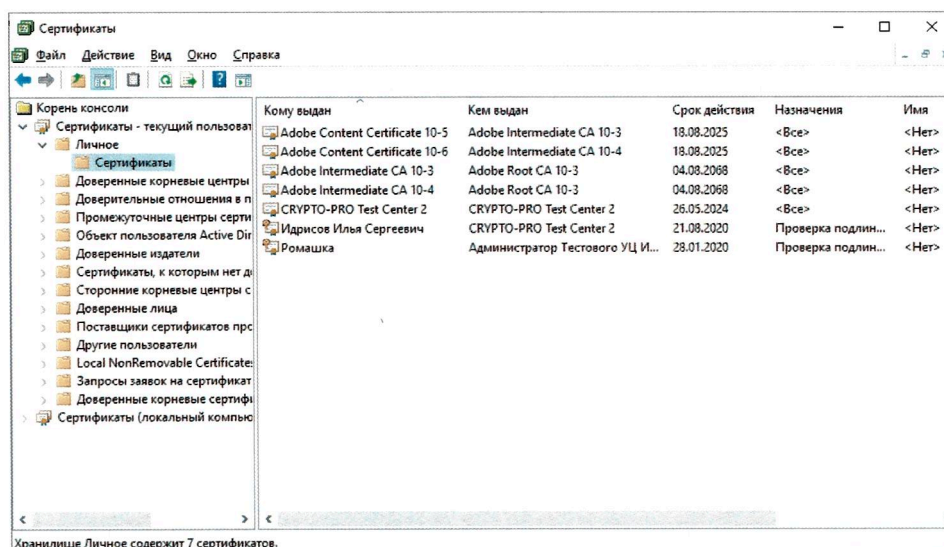 Сертификаты
Файл Действие Вид Окно Справка
Корень консоли
Сертификаты - текущий пользоват
Личное
Сертификаты
Доверенные корневые центры
Доверительные отношения в п
Промежуточные центры серти
Объект пользователя Active Dir
Доверенные издатели
Сертификаты, к которым нет д
Сторонние корневые центры с
Доверенные лица
Поставщики сертификатов про
Другие пользователи
Local NonRemovable Certificate
Запросы заявок на сертификат
Доверенные корневые сертифи
Сертификаты (локальный компью
Кому выдан Кем выдан Срок действия Назначения Имя
Adobe Content Certificate 10-5 Adobe Intermediate CA 10-3 18.08.2025 <Все> <Нет>
Adobe Content Certificate 10-6 Adobe Intermediate CA 10-4 18.08.2025 <Все> <Нет>
Adobe Intermediate CA 10-3 Adobe Root CA 10-3 04.08.2068 <Все> <Нет>
Adobe Intermediate CA 10-4 Adobe Root CA 10-3 04.08.2068 <Все> <Нет>
CRYPTO-PRO Test Center 2 CRYPTO-PRO Test Center 2 26.05.2024 <Все> <Нет>
Идрисов Илья Сергеевич CRYPTO-PRO Test Center 2 21.08.2020 Проверка подлин... <Нет>
Ромашка Администратор Тестового УЦ И... 28.01.2020 Проверка подлин... <Нет>
Хранилище Личное содержит 7 сертификатов.